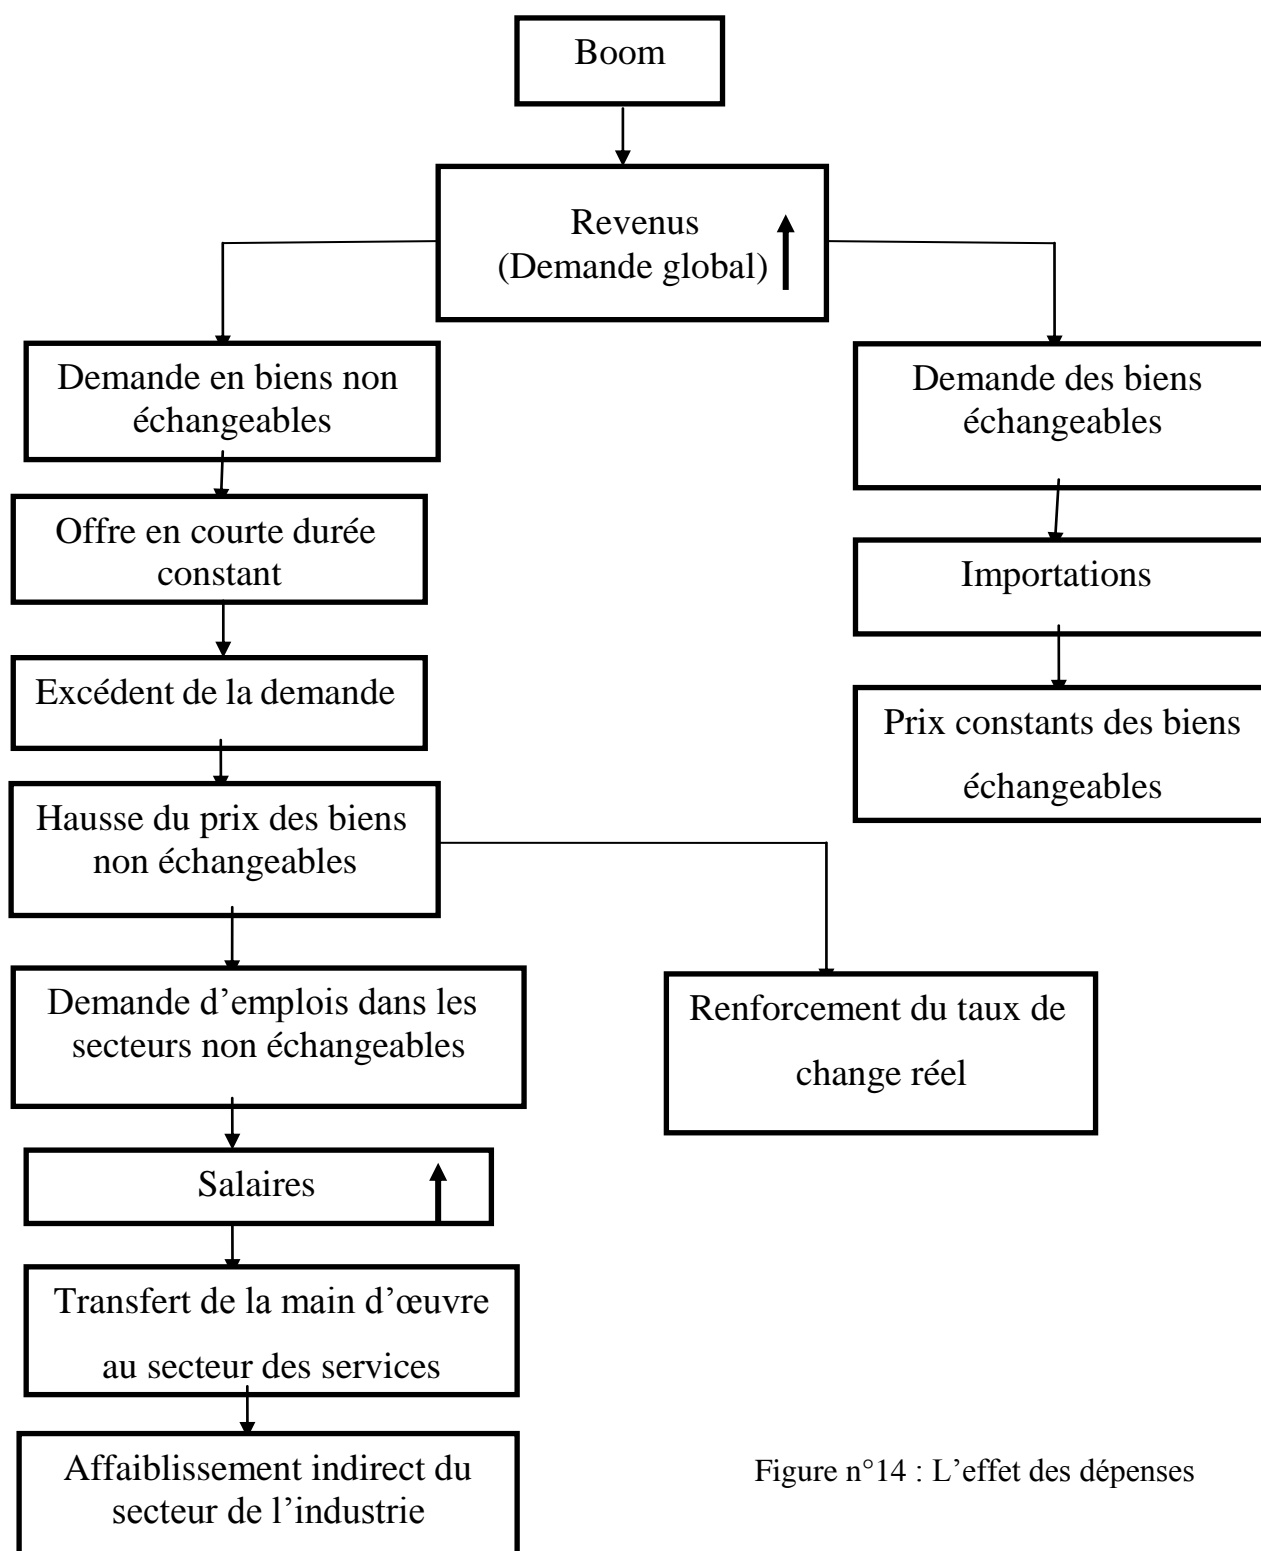 Boom
Revenus
(Demande global)
Demande en biens non
échangeables
Demande des biens
échangeables
Offre en courte durée
constant
Importations
Excédent de la demande
Prix constants des biens
échangeables
Hausse du prix des biens
non échangeables
Demande d’emplois dans les
secteurs non échangeables
Renforcement du taux de
change réel
Salaires
Transfert de la main d’œuvre
au secteur des services
Affaiblissement indirect du
secteur de l’industrie
Figure n°14 : L’effet des dépenses